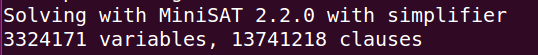 Solving with MiniSAT 2.2.0 with simplifier
3324171 variables, 13741218 clauses